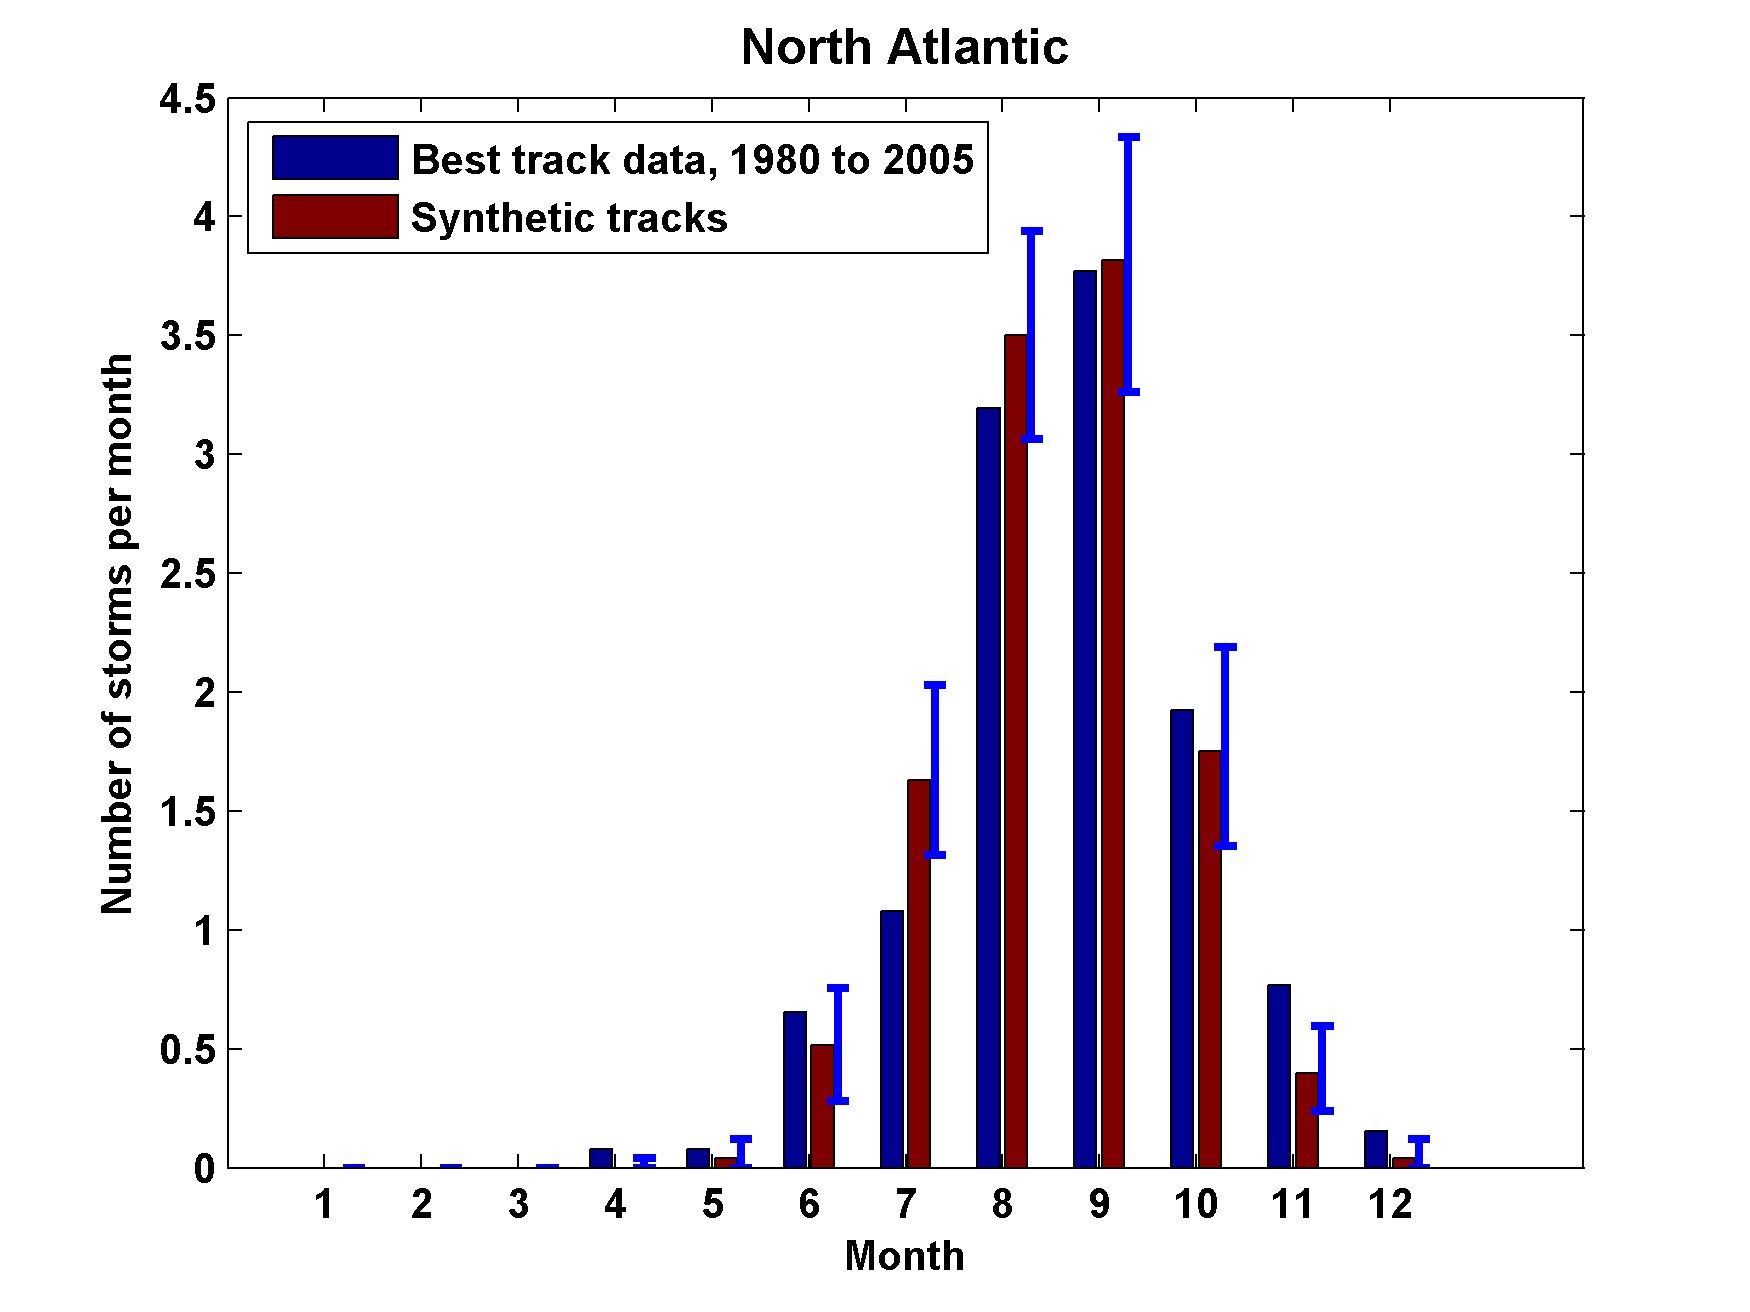 North Atlantic
4.5
4
3.5
3
2.5
2
1.5
1
0.5
0
Best track data, 1980 to 2005
Synthetic tracks
Number of storms per month
1 2 3 4 5 6 7 8 9 10 11 12
Month